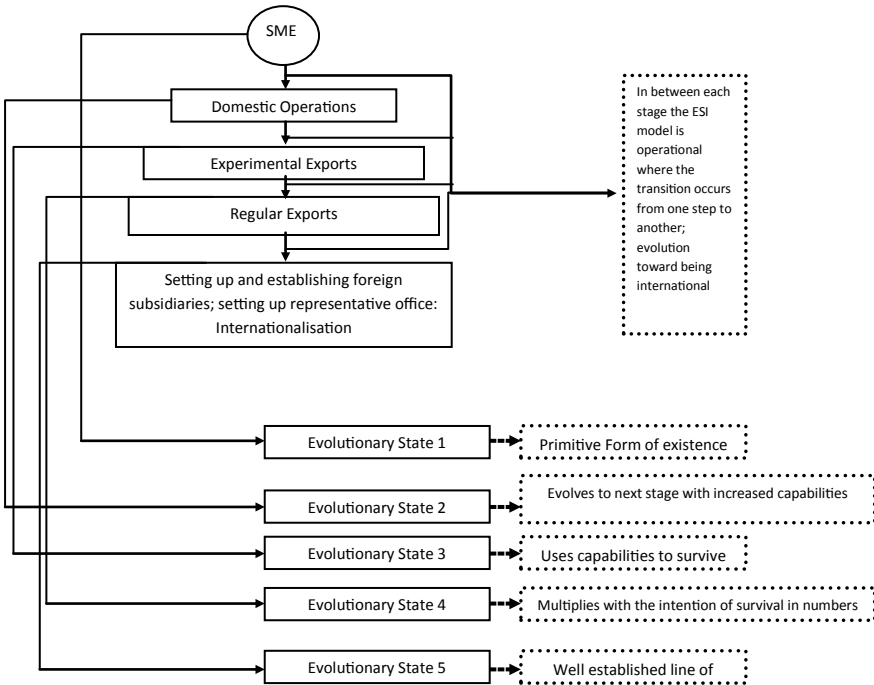 SME
Domestic Operations
Experimental Exports
Regular Exports
Setting up and establishing foreign
subsidiaries; setting up representative office:
Internationalisation
In between each
stage the ESI
model is
operational
where the
transition occurs
from one step to
another;
evolution
toward being
international
Evolutionary State 1
Primitive Form of existence
Evolutionary State 2
Evolves to next stage with increased capabilities
Evolutionary State 3
Uses capabilities to survive
Evolutionary State 4
Multiplies with the intention of survival in numbers
Evolutionary State 5
Well established line of